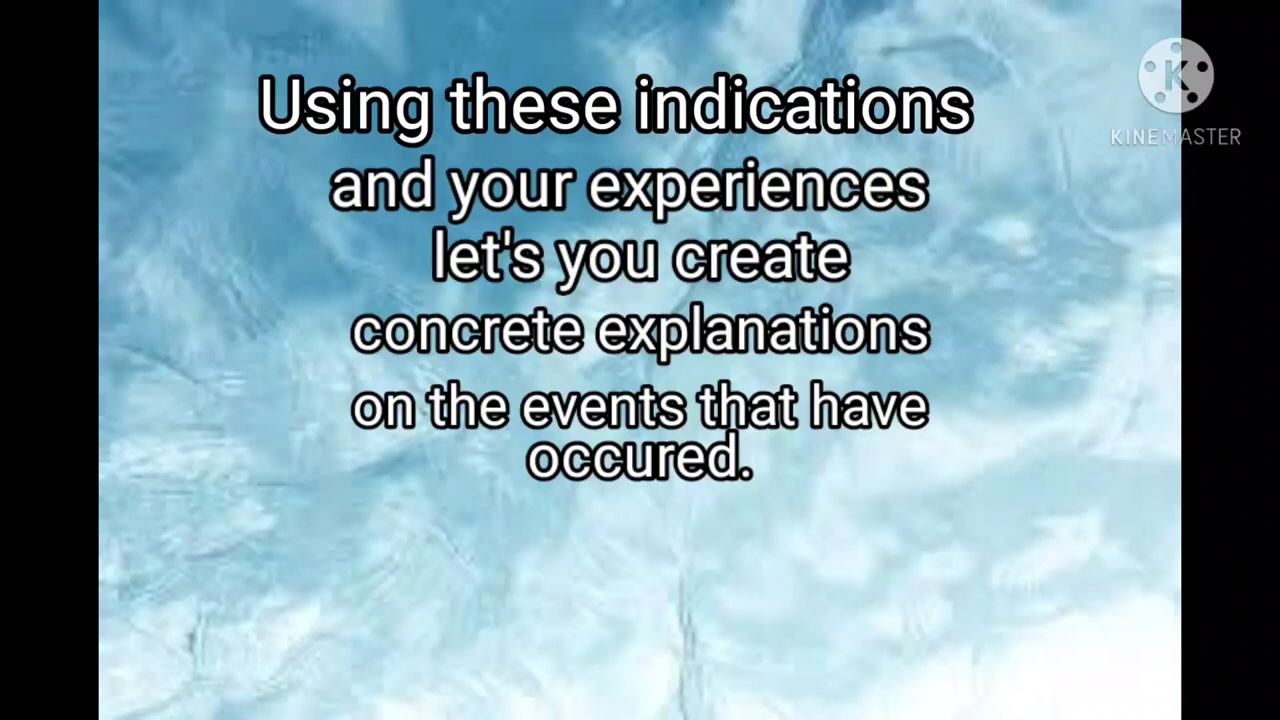 Using these indications
and your experiences
let's you create
concrete explanations
on the events that have
occured.
KINEMASTER